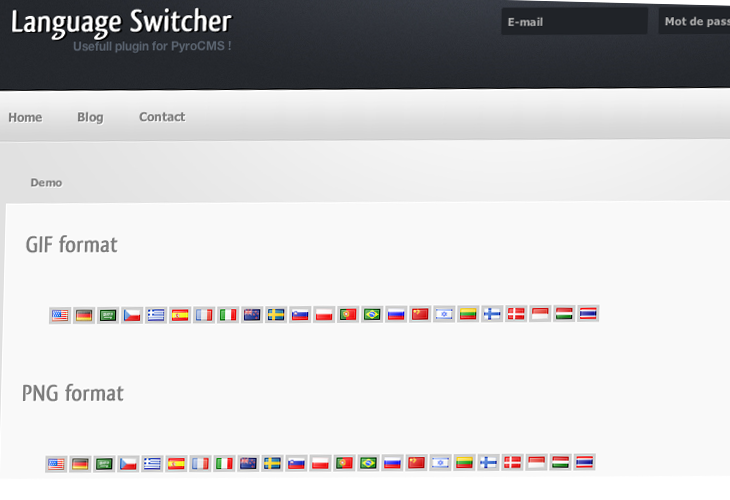 Language Switcher
Usefull plugin for PyroCMS !
E-mail
Mot de pass
Home
Blog
Contact
Demo
GIF format
PNG format